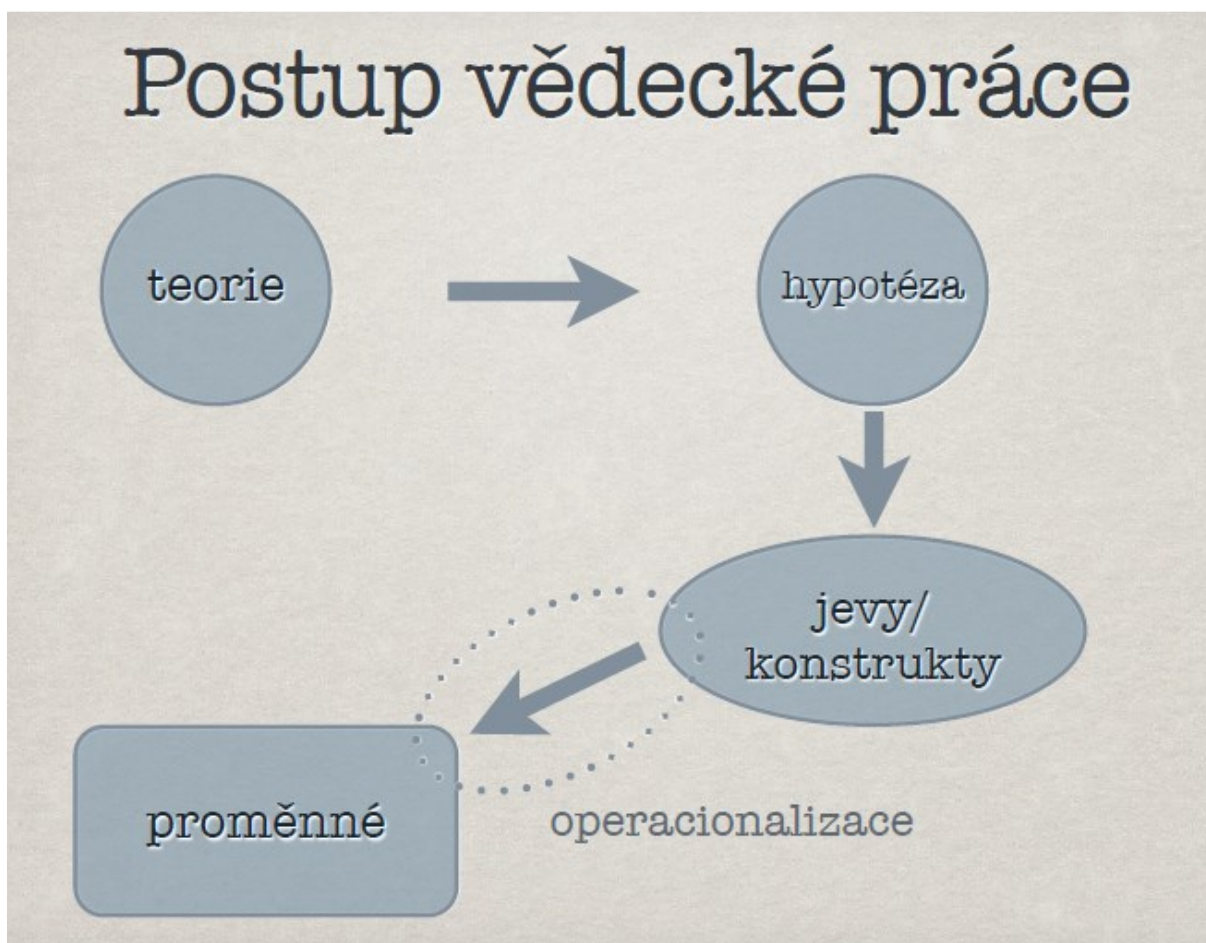 Postup vědecké práce
teorie
hypotéza
jevy/
konstrukty
proměnné
operacionalizace